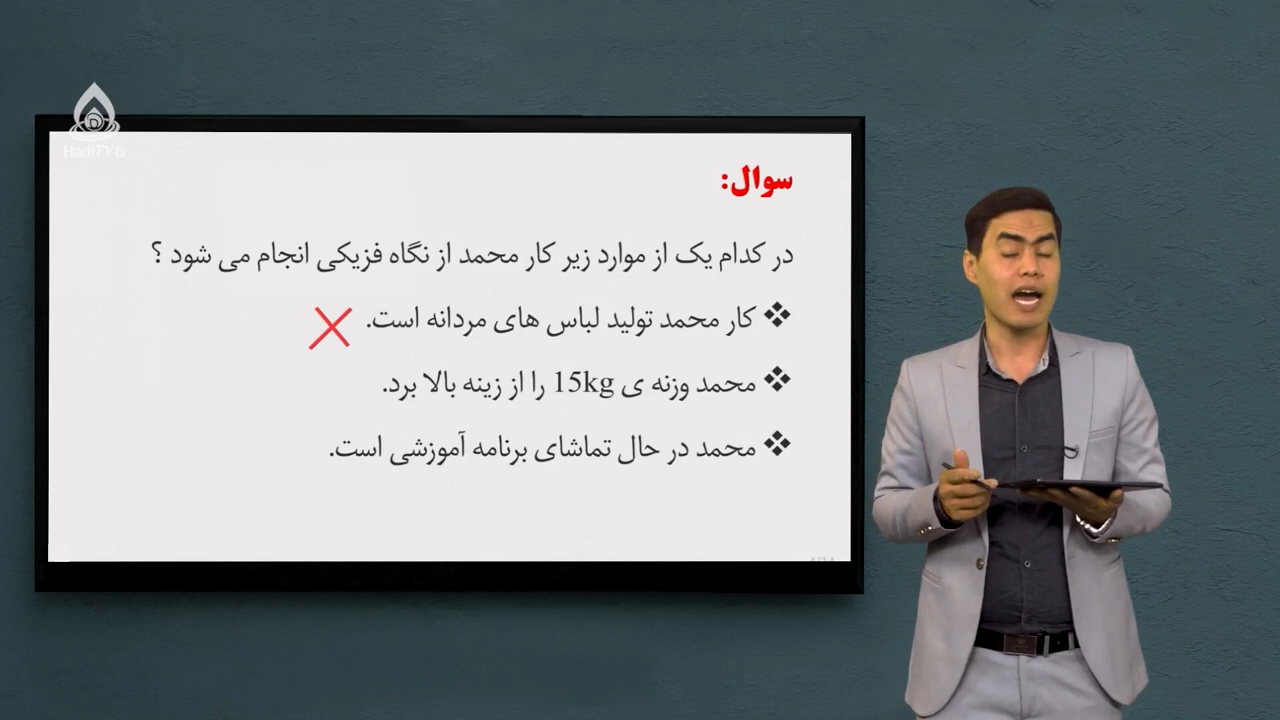 HadiTV6
سوال:
در کدام یک از موارد زیر کار محمد از نگاه فزیکی انجام می شود ؟
❖ کار محمد تولید لباس های مردانه است.
❖ محمد وزنه ی 15kg را از زینه بالا برد.
❖ محمد در حال تماشای برنامه آموزشی است.